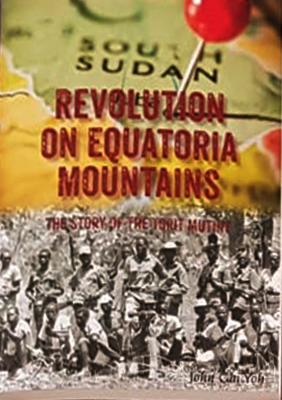 SOUTH
SUDAN
REVOLUTION
ON EQUATORIA
MOUNTAINS
THE STORY OF THE TORIT MUTINY
John Gai Yoh